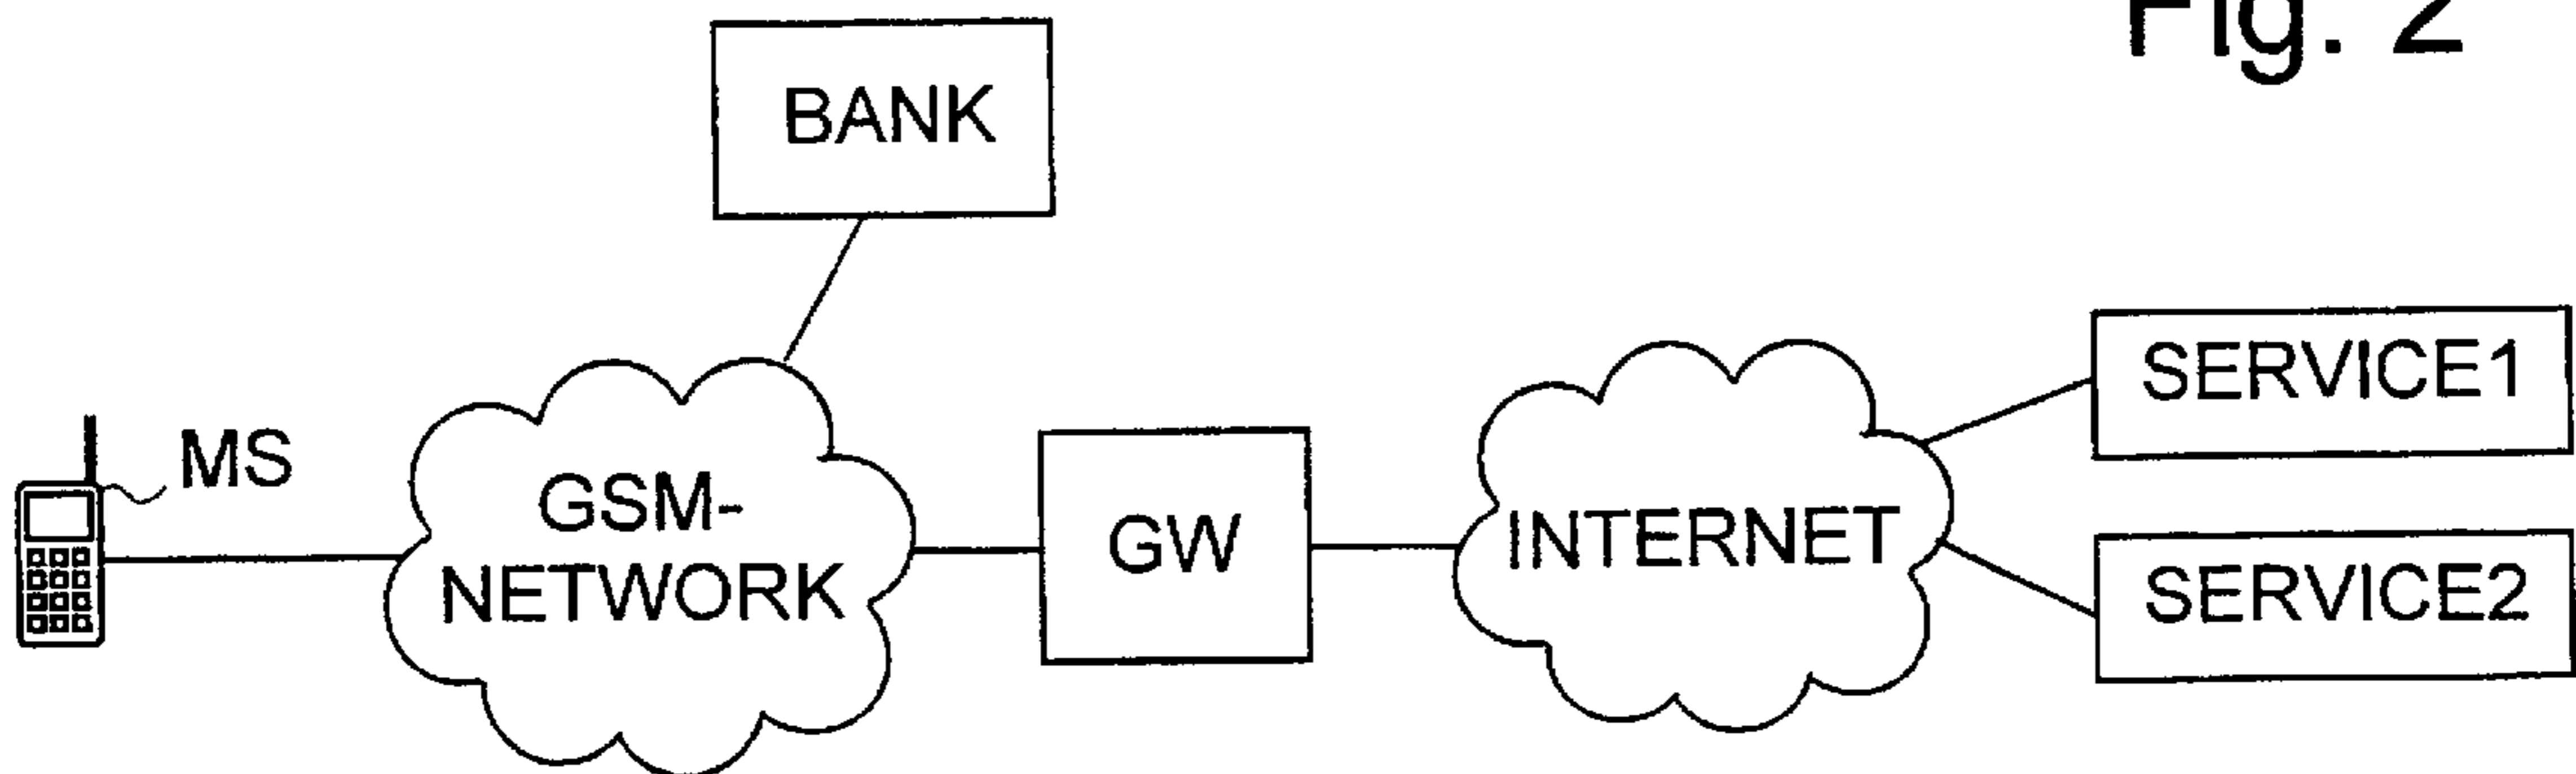 Fig. 2
BANK
MS
GSM-
NETWORK
GW
INTERNET
SERVICE1
SERVICE2